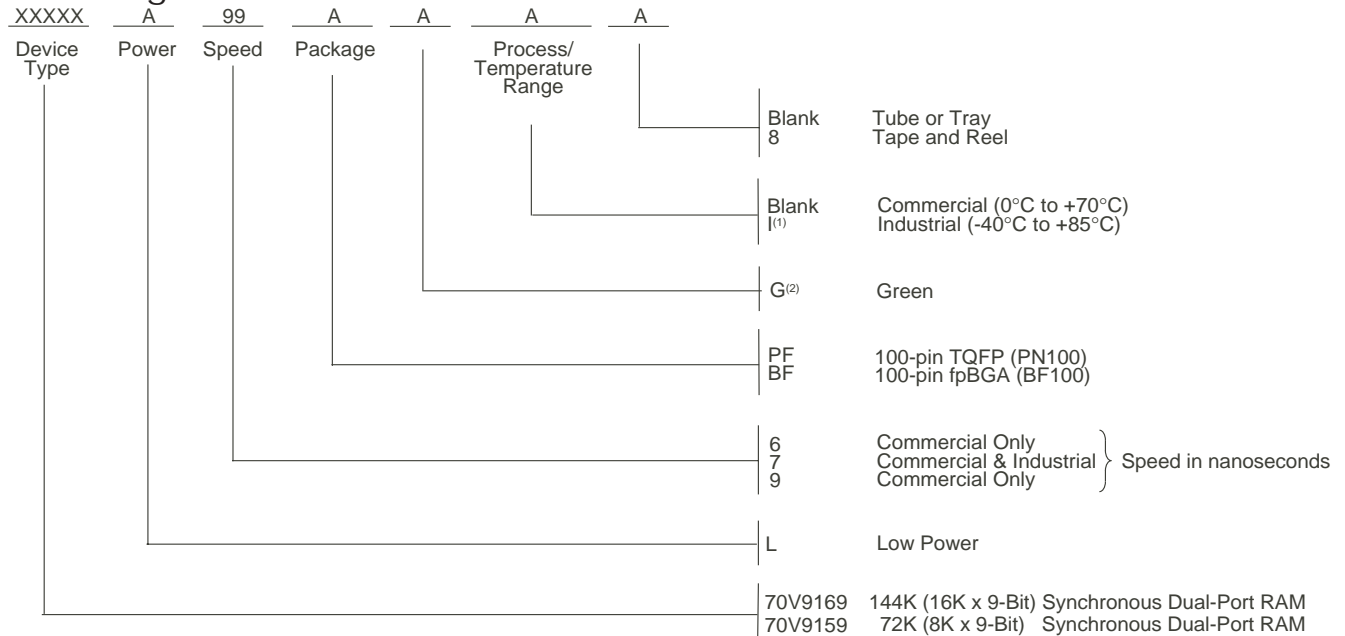 XXXXX A 99 A A A A
Device Type Power Speed Package Process/ Temperature Range
Blank Tube or Tray
8 Tape and Reel
Blank Commercial (0°C to +70°C)
I(1) Industrial (-40°C to +85°C)
G(2) Green
PF 100-pin TQFP (PN100)
BF 100-pin fpBGA (BF100)
6 Commercial Only
7 Commercial & Industrial Speed in nanoseconds
9 Commercial Only
L Low Power
70V9169 144K (16K x 9-Bit) Synchronous Dual-Port RAM
70V9159 72K (8K x 9-Bit) Synchronous Dual-Port RAM